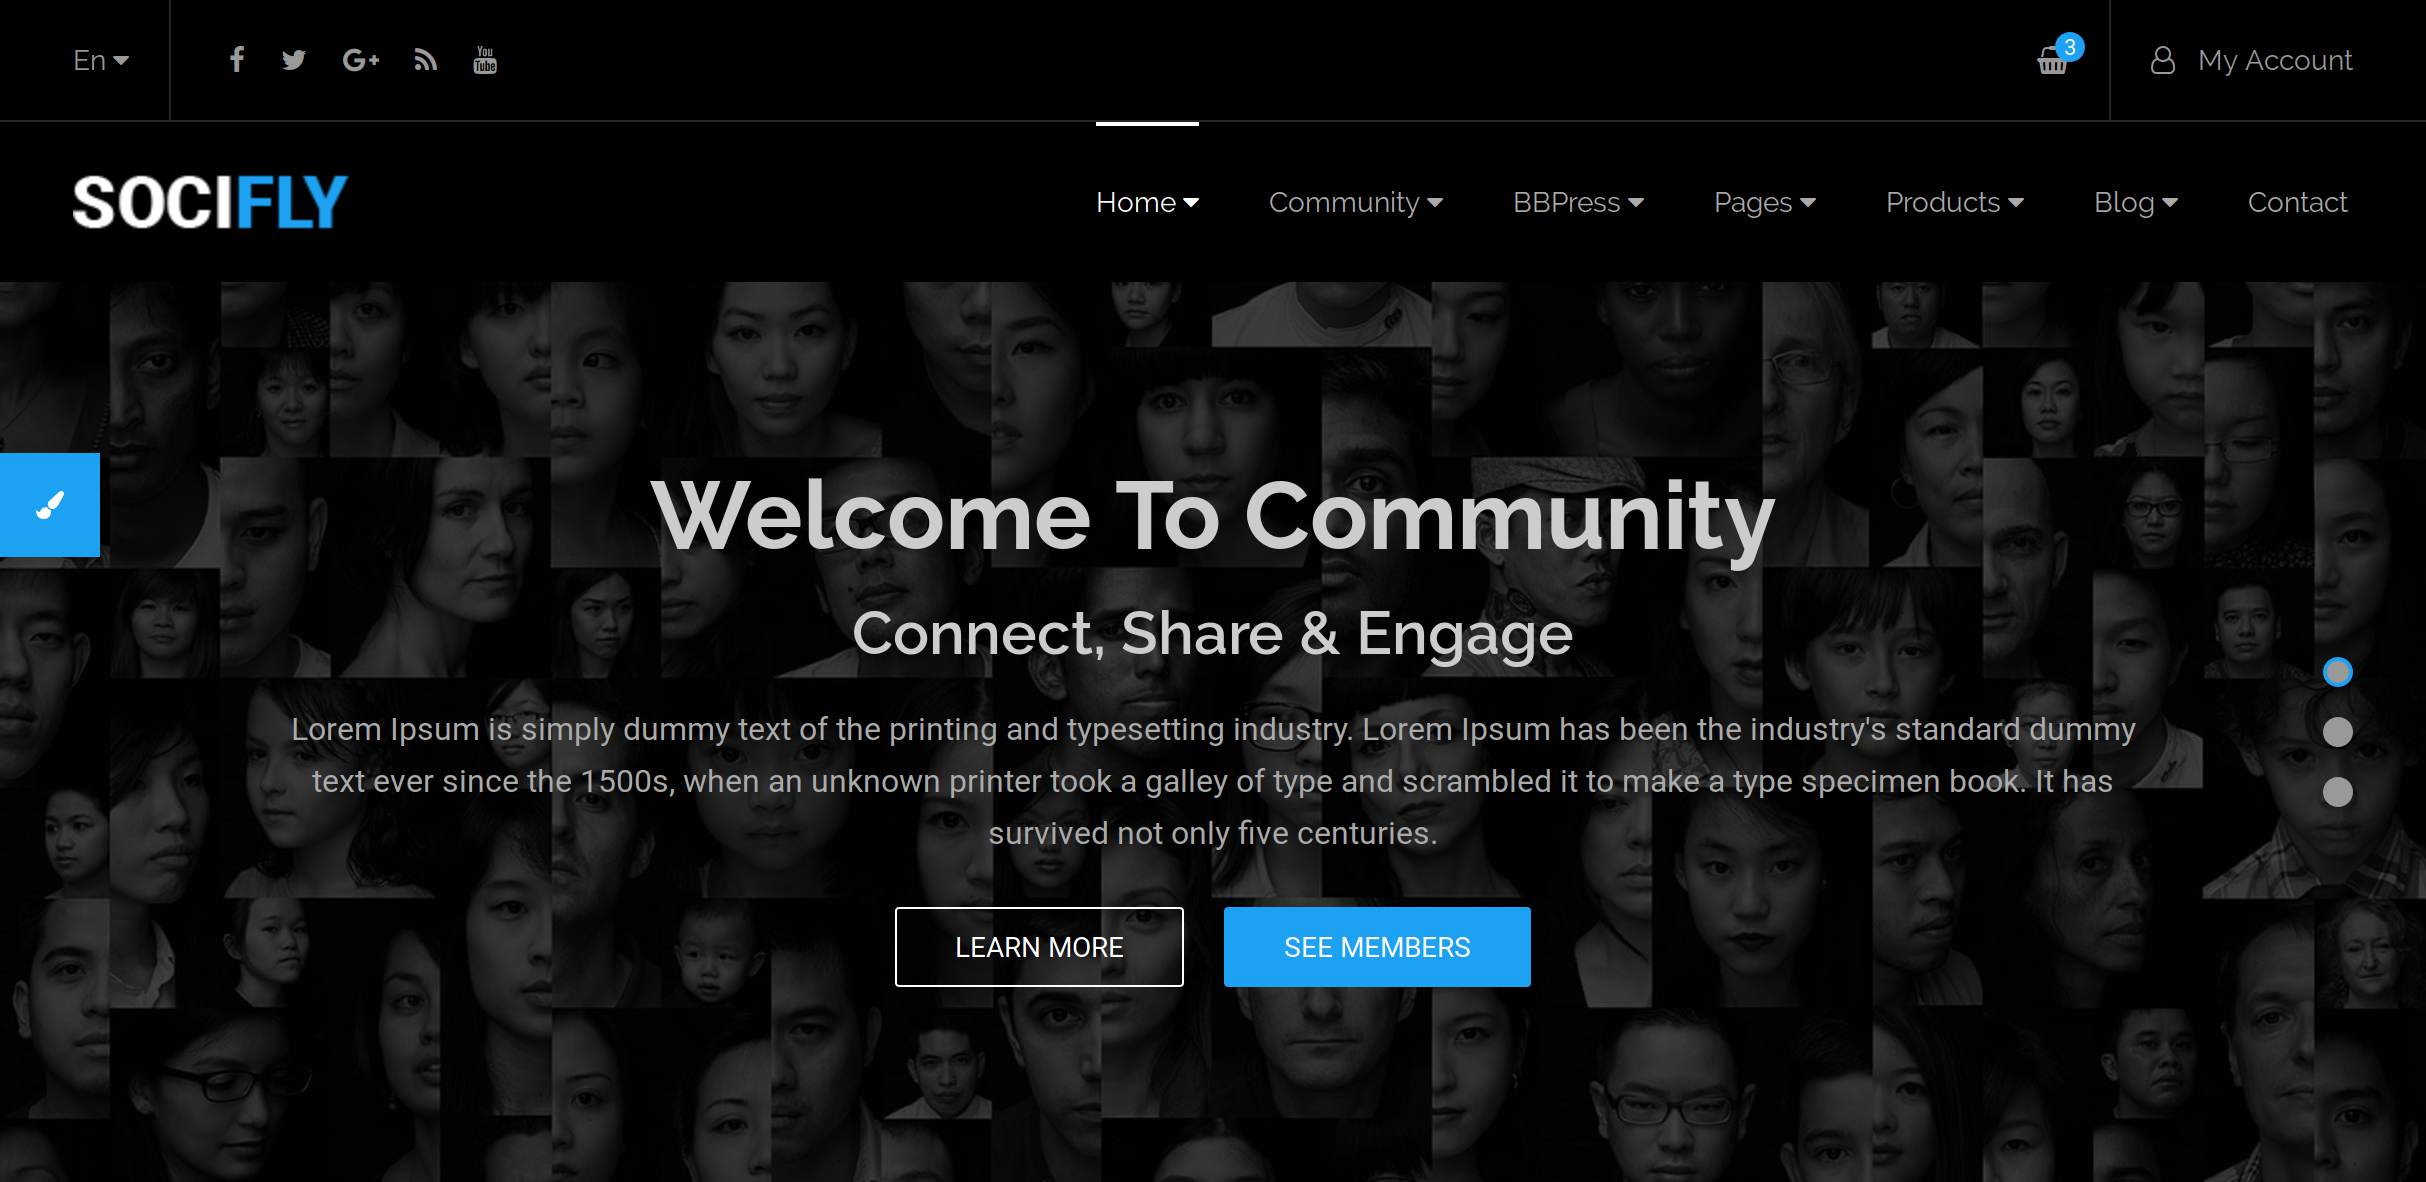 En
You
Tube
3
My Account
SOCIFLY
Home
Community
BBPress
Pages
Products
Blog
Contact
Welcome To Community
Connect, Share & Engage
Lorem Ipsum is simply dummy text of the printing and typesetting industry. Lorem Ipsum has been the industry's standard dummy
text ever since the 1500s, when an unknown printer took a galley of type and scrambled it to make a type specimen book. It has
survived not only five centuries.
LEARN MORE
SEE MEMBERS